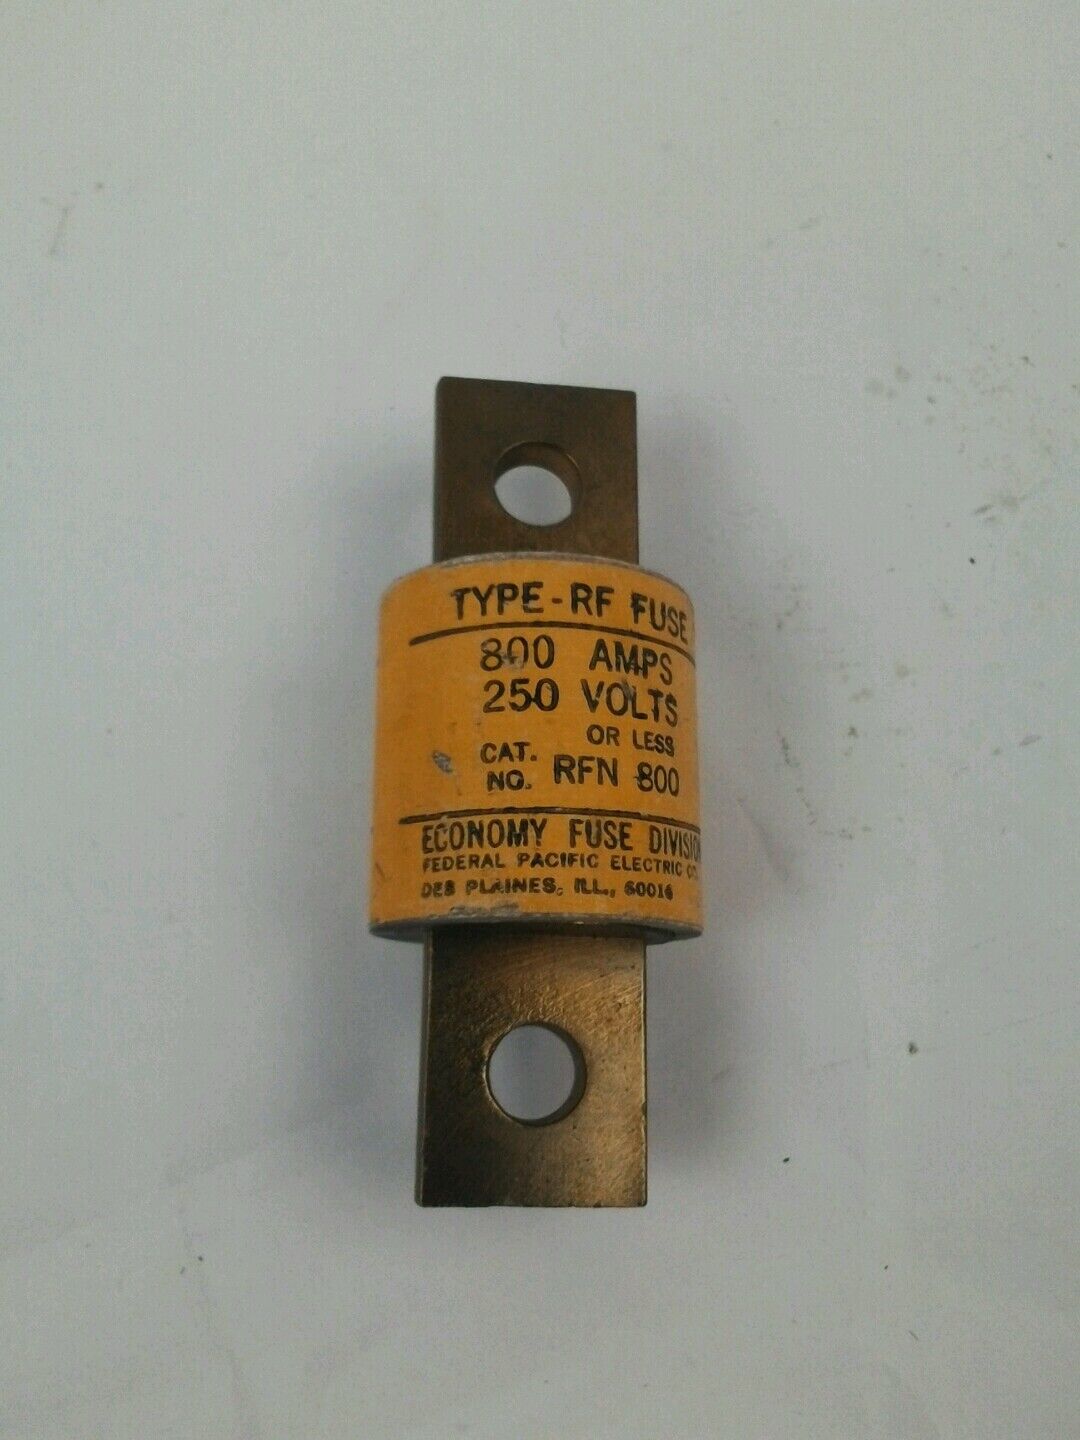 TYPE-RF FUSE
800 AMPS
250 VOLTS
OR LESS
CAT. NO. RFN 800
ECONOMY FUSE DIVISION
FEDERAL PACIFIC ELECTRIC CO.
DES PLAINES, ILL., 60016